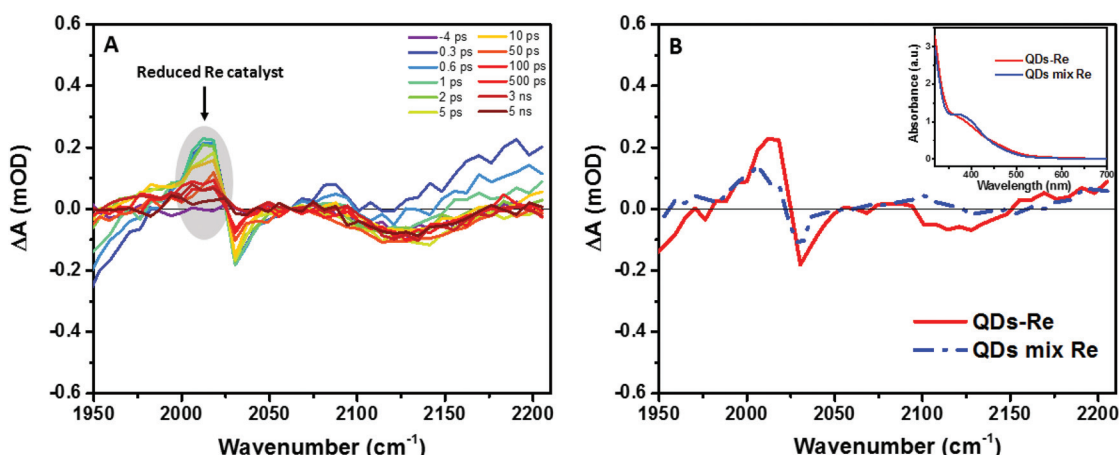 A
Reduced Re catalyst
-4 ps
0.3 ps
0.6 ps
1 ps
2 ps
5 ps
10 ps
50 ps
100 ps
500 ps
3 ns
5 ns
0.6
0.4
0.2
0.0
-0.2
-0.4
-0.6
ΔA (mOD)
1950 2000 2050 2100 2150 2200
Wavenumber (cm-1)
B
QDs-Re
QDs mix Re
3
2
1
0
Absorbance (a.u.)
400 500 600 700
Wavelength (nm)
0.6
0.4
0.2
0.0
-0.2
-0.4
-0.6
ΔA (mOD)
QDs-Re
QDs mix Re
1950 2000 2050 2100 2150 2200
Wavenumber (cm-1)